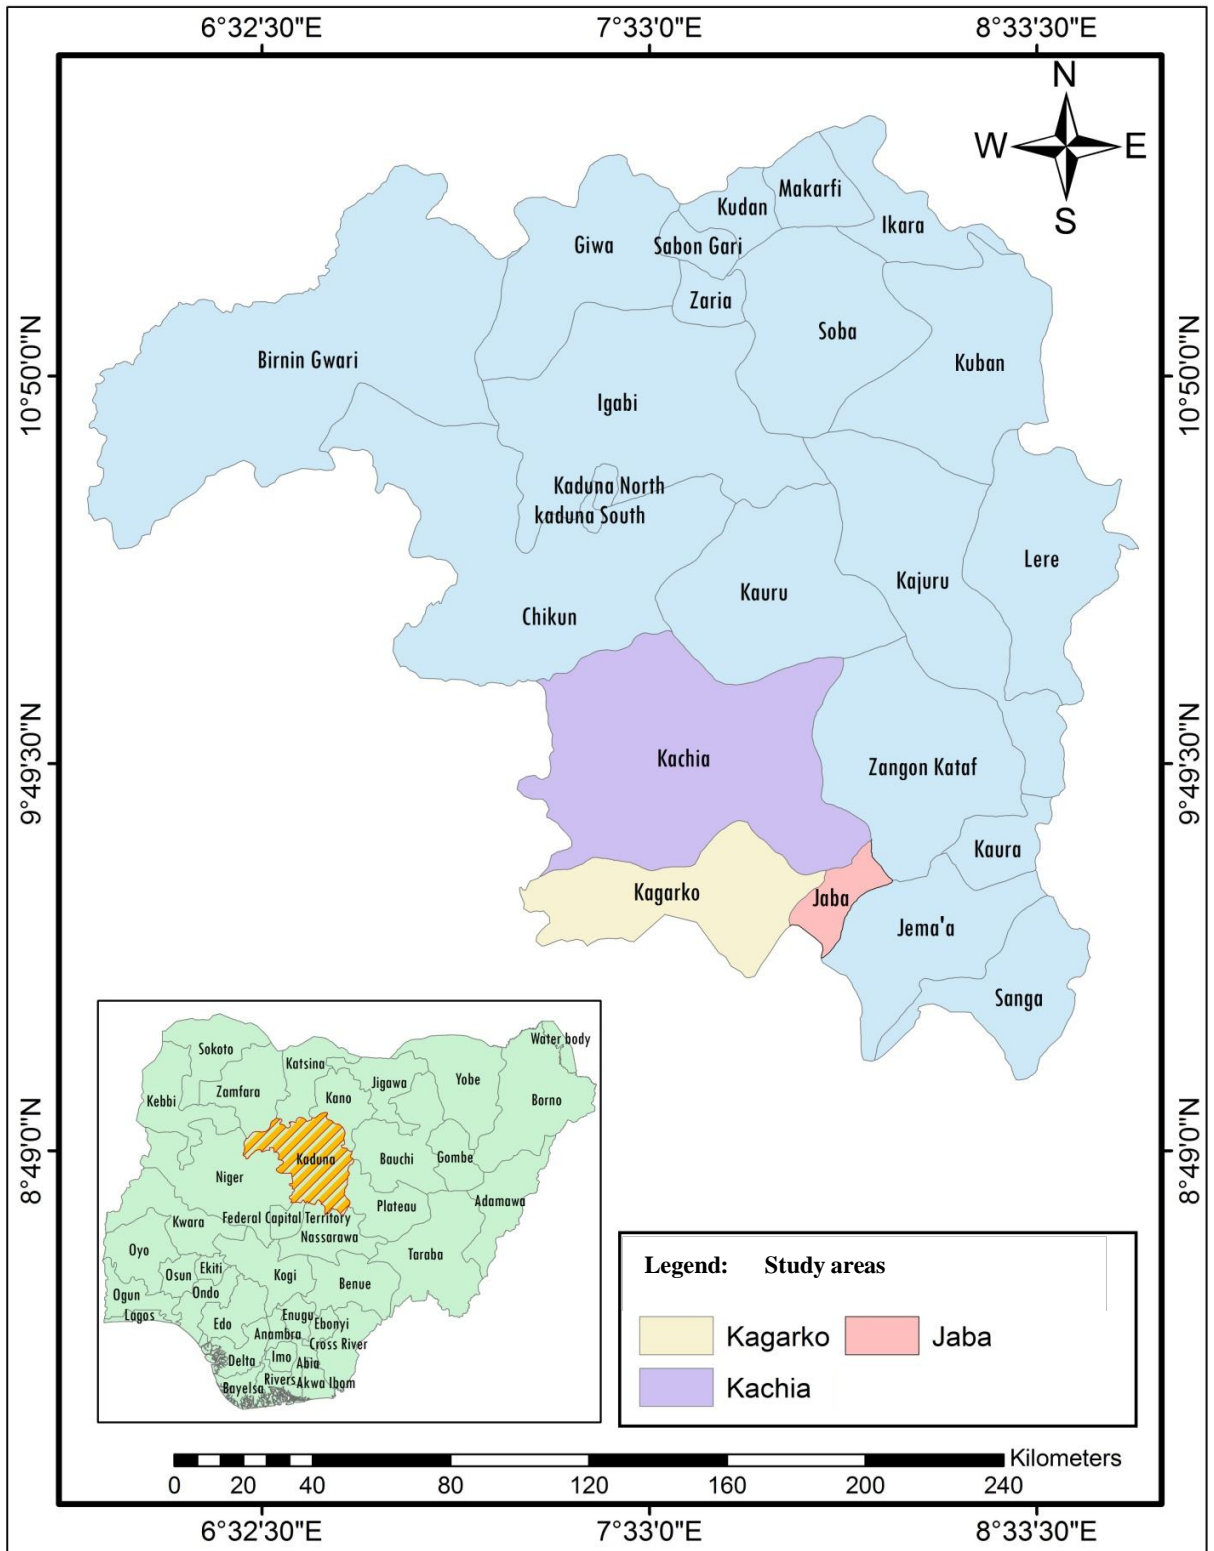 6°32'30"E 7°33'0"E 8°33'30"E
N
W E
S
Makarfi
Kudan
Ikara
Giwa
Sabon Gari
Zaria
Soba
Birnin Gwari
Kuban
10°50'0"N
10°50'0"N
Igabi
Kaduna North
kaduna South
Lere
Kajuru
Kauru
Chikun
Kachia
Zangon Kataf
9°49'30"N
9°49'30"N
Kaura
Kagarko
Jaba
Jema'a
Sanga
8°49'0"N
8°49'0"N
Water body
Sokoto
Katsina
Yobe
Jigawa
Zamfara
Kano
Kebbi
Borno
Kaduna
Bauchi
Gombe
Niger
Adamawa
Plateau
Federal Capital Territory
Kwara
Nassarawa
Oyo
Taraba
Ekiti
Osun
Kogi
Benue
Ogun
Ondo
Lagos
Enugu
Edo
Ebonyi
Anambra
Cross River
Imo
Delta
Abia
Rivers
Akwa Ibom
Bayelsa
Legend: Study areas
Kagarko Jaba
Kachia
Kilometers
0 20 40 80 120 160 200 240
6°32'30"E 7°33'0"E 8°33'30"E